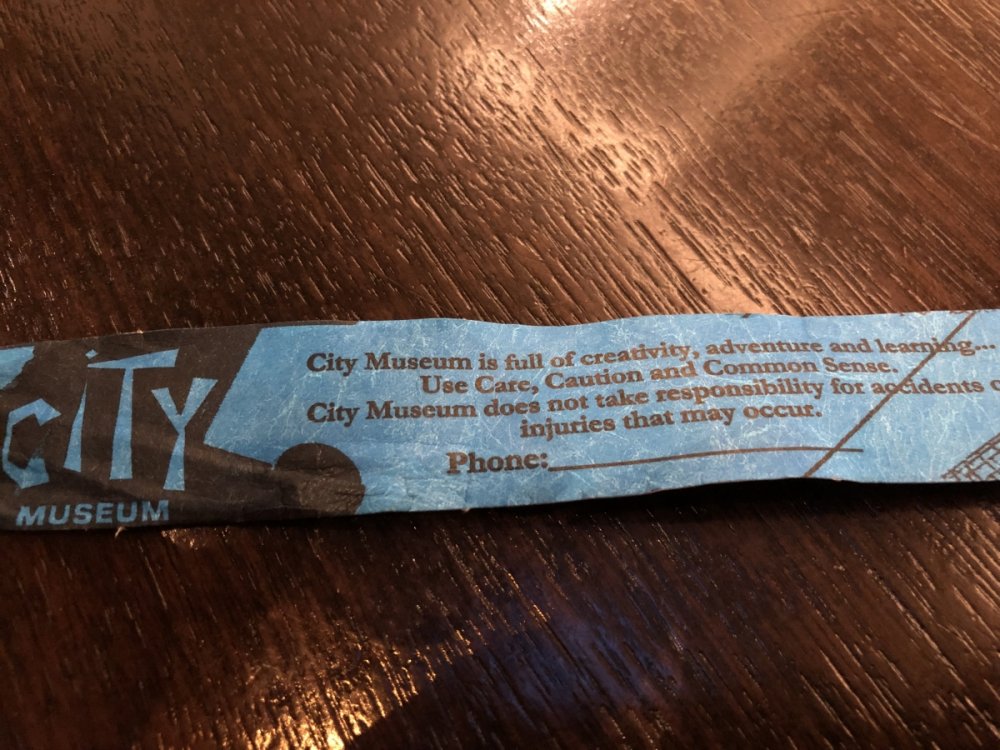 CiTY
MUSEUM
City Museum is full of creativity, adventure and learning...
Use Care, Caution and Common Sense.
City Museum does not take responsibility for accidents
injuries that may occur.
Phone: